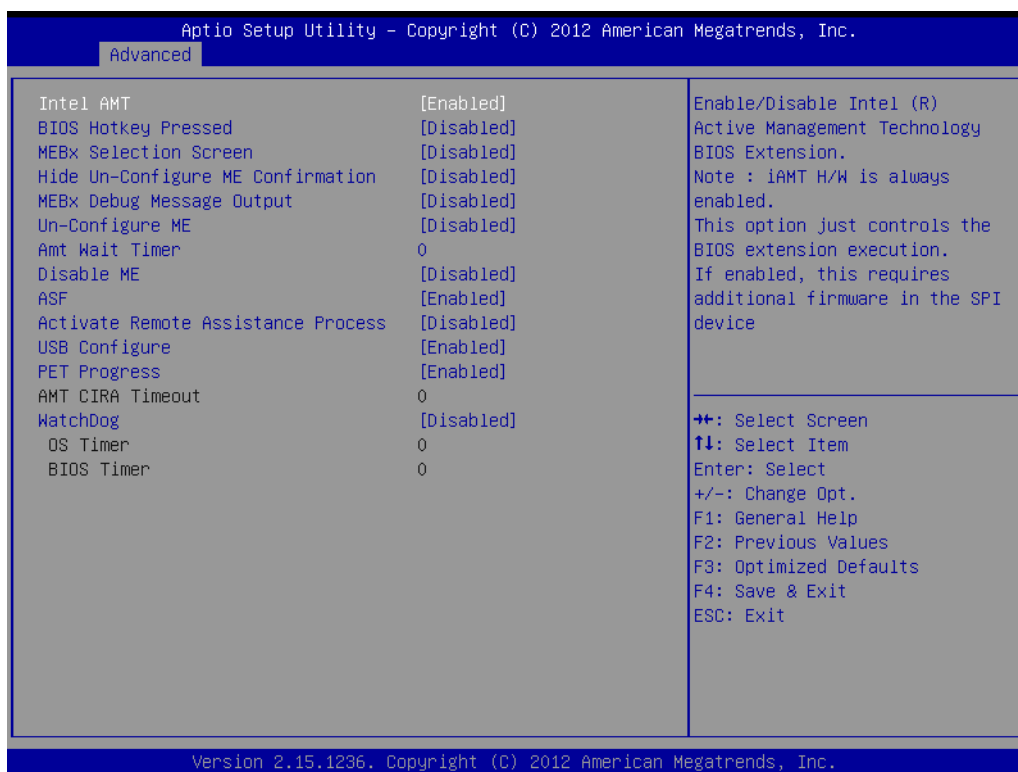 Aptio Setup Utility – Copyright (C) 2012 American Megatrends, Inc.
Advanced
Intel AMT [Enabled]
BIOS Hotkey Pressed [Disabled]
MEBx Selection Screen [Disabled]
Hide Un-Configure ME Confirmation [Disabled]
MEBx Debug Message Output [Disabled]
Un-Configure ME [Disabled]
Amt Wait Timer 0
Disable ME [Disabled]
ASF [Enabled]
Activate Remote Assistance Process [Disabled]
USB Configure [Enabled]
PET Progress [Enabled]
AMT CIRA Timeout 0
WatchDog [Disabled]
OS Timer 0
BIOS Timer 0
Enable/Disable Intel (R)
Active Management Technology
BIOS Extension.
Note : iAMT H/W is always
enabled.
This option just controls the
BIOS extension execution.
If enabled, this requires
additional firmware in the SPI
device
→←: Select Screen
↑↓: Select Item
Enter: Select
+/-: Change Opt.
F1: General Help
F2: Previous Values
F3: Optimized Defaults
F4: Save & Exit
ESC: Exit
Version 2.15.1236. Copyright (C) 2012 American Megatrends, Inc.